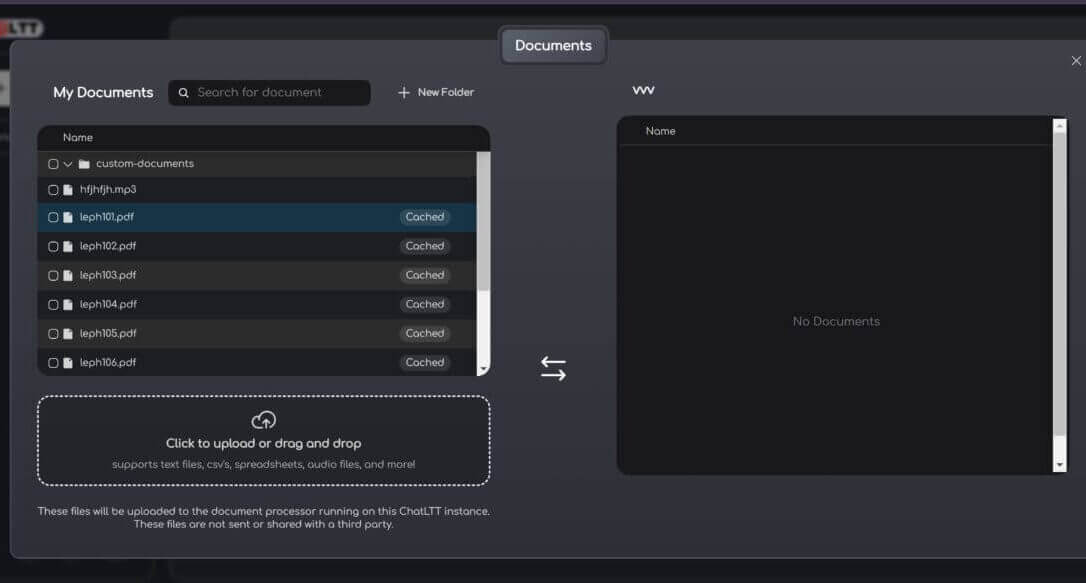 LTT
Documents
My Documents
Search for document
New Folder
vvv
Name
custom-documents
hfjhfjh.mp3
leph101.pdf Cached
leph102.pdf Cached
leph103.pdf Cached
leph104.pdf Cached
leph105.pdf Cached
leph106.pdf Cached
Click to upload or drag and drop
supports text files, csv's, spreadsheets, audio files, and more!
These files will be uploaded to the document processor running on this ChatLTT instance.
These files are not sent or shared with a third party.
Name
No Documents